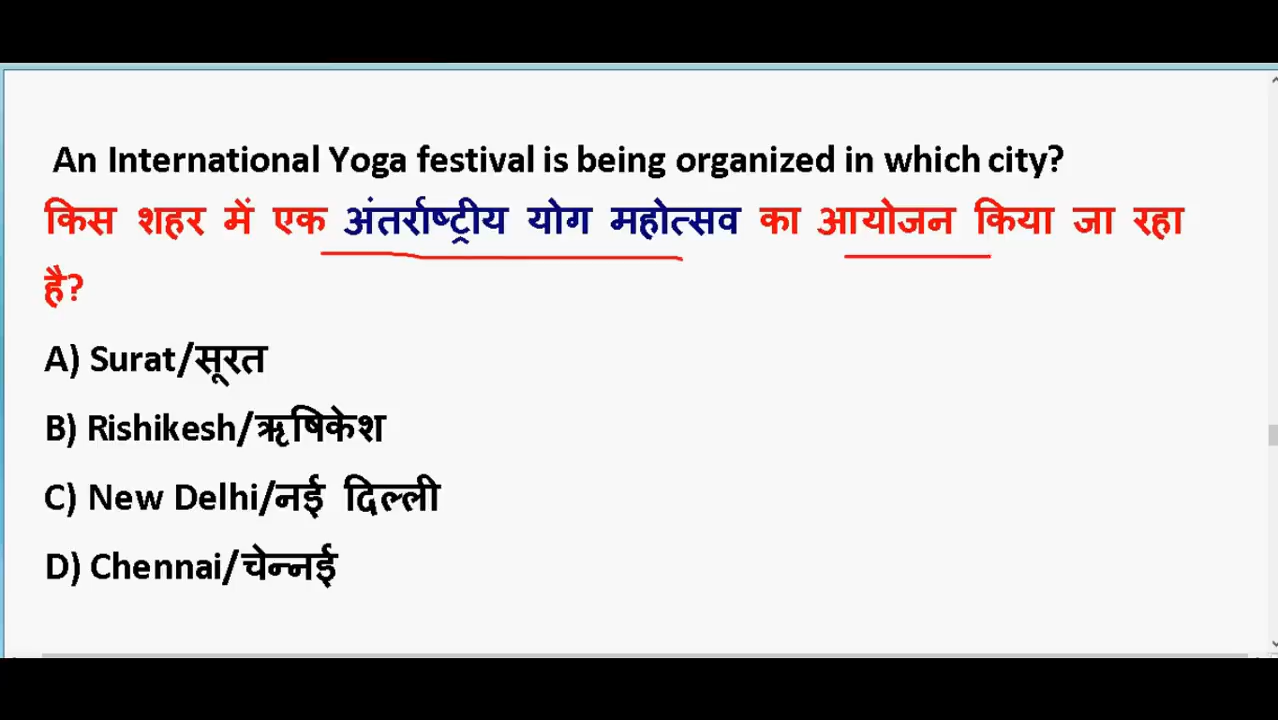 An International Yoga festival is being organized in which city?
किस शहर में एक अंतर्राष्ट्रीय योग महोत्सव का आयोजन किया जा रहा
है?
A) Surat/सूरत
B) Rishikesh/ऋषिकेश
C) New Delhi/नई दिल्ली
D) Chennai/चेन्नई